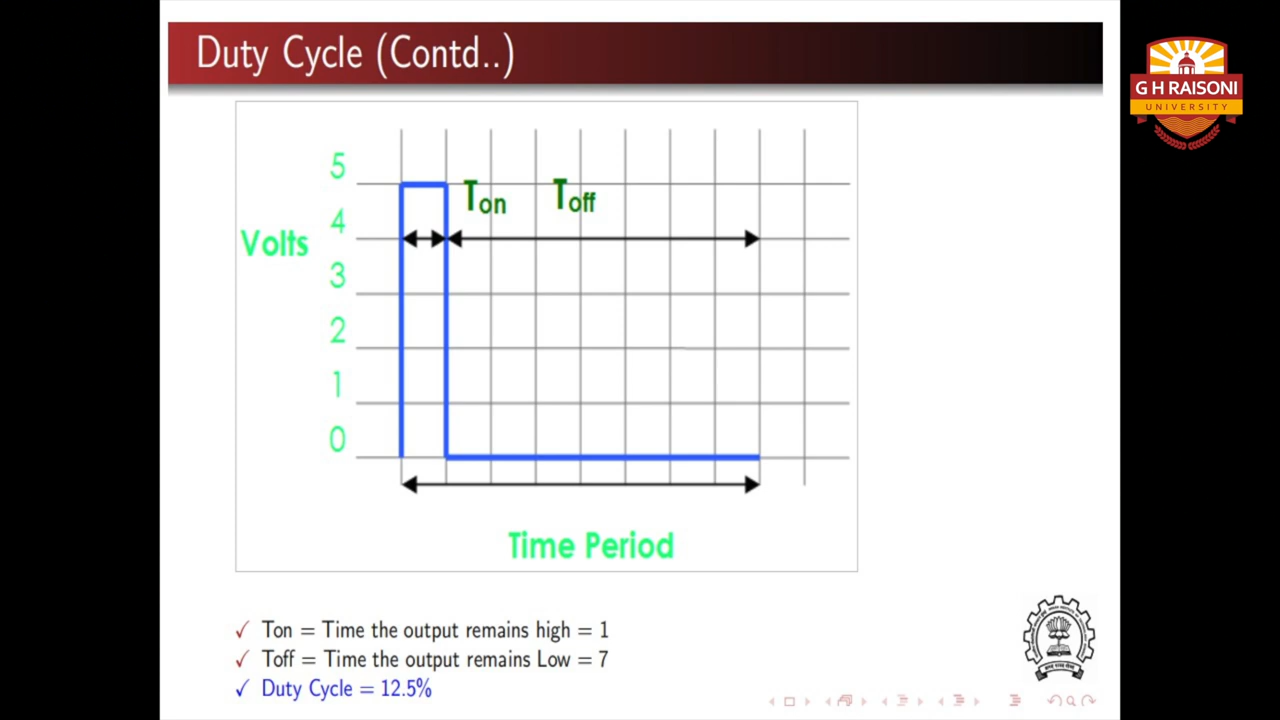 Duty Cycle (Contd..)
G H RAISONI
UNIVERSITY
5
Ton Toff
4
Volts
3
2
1
0
Time Period
✓ Ton = Time the output remains high = 1
✓ Toff = Time the output remains Low = 7
✓ Duty Cycle = 12.5%